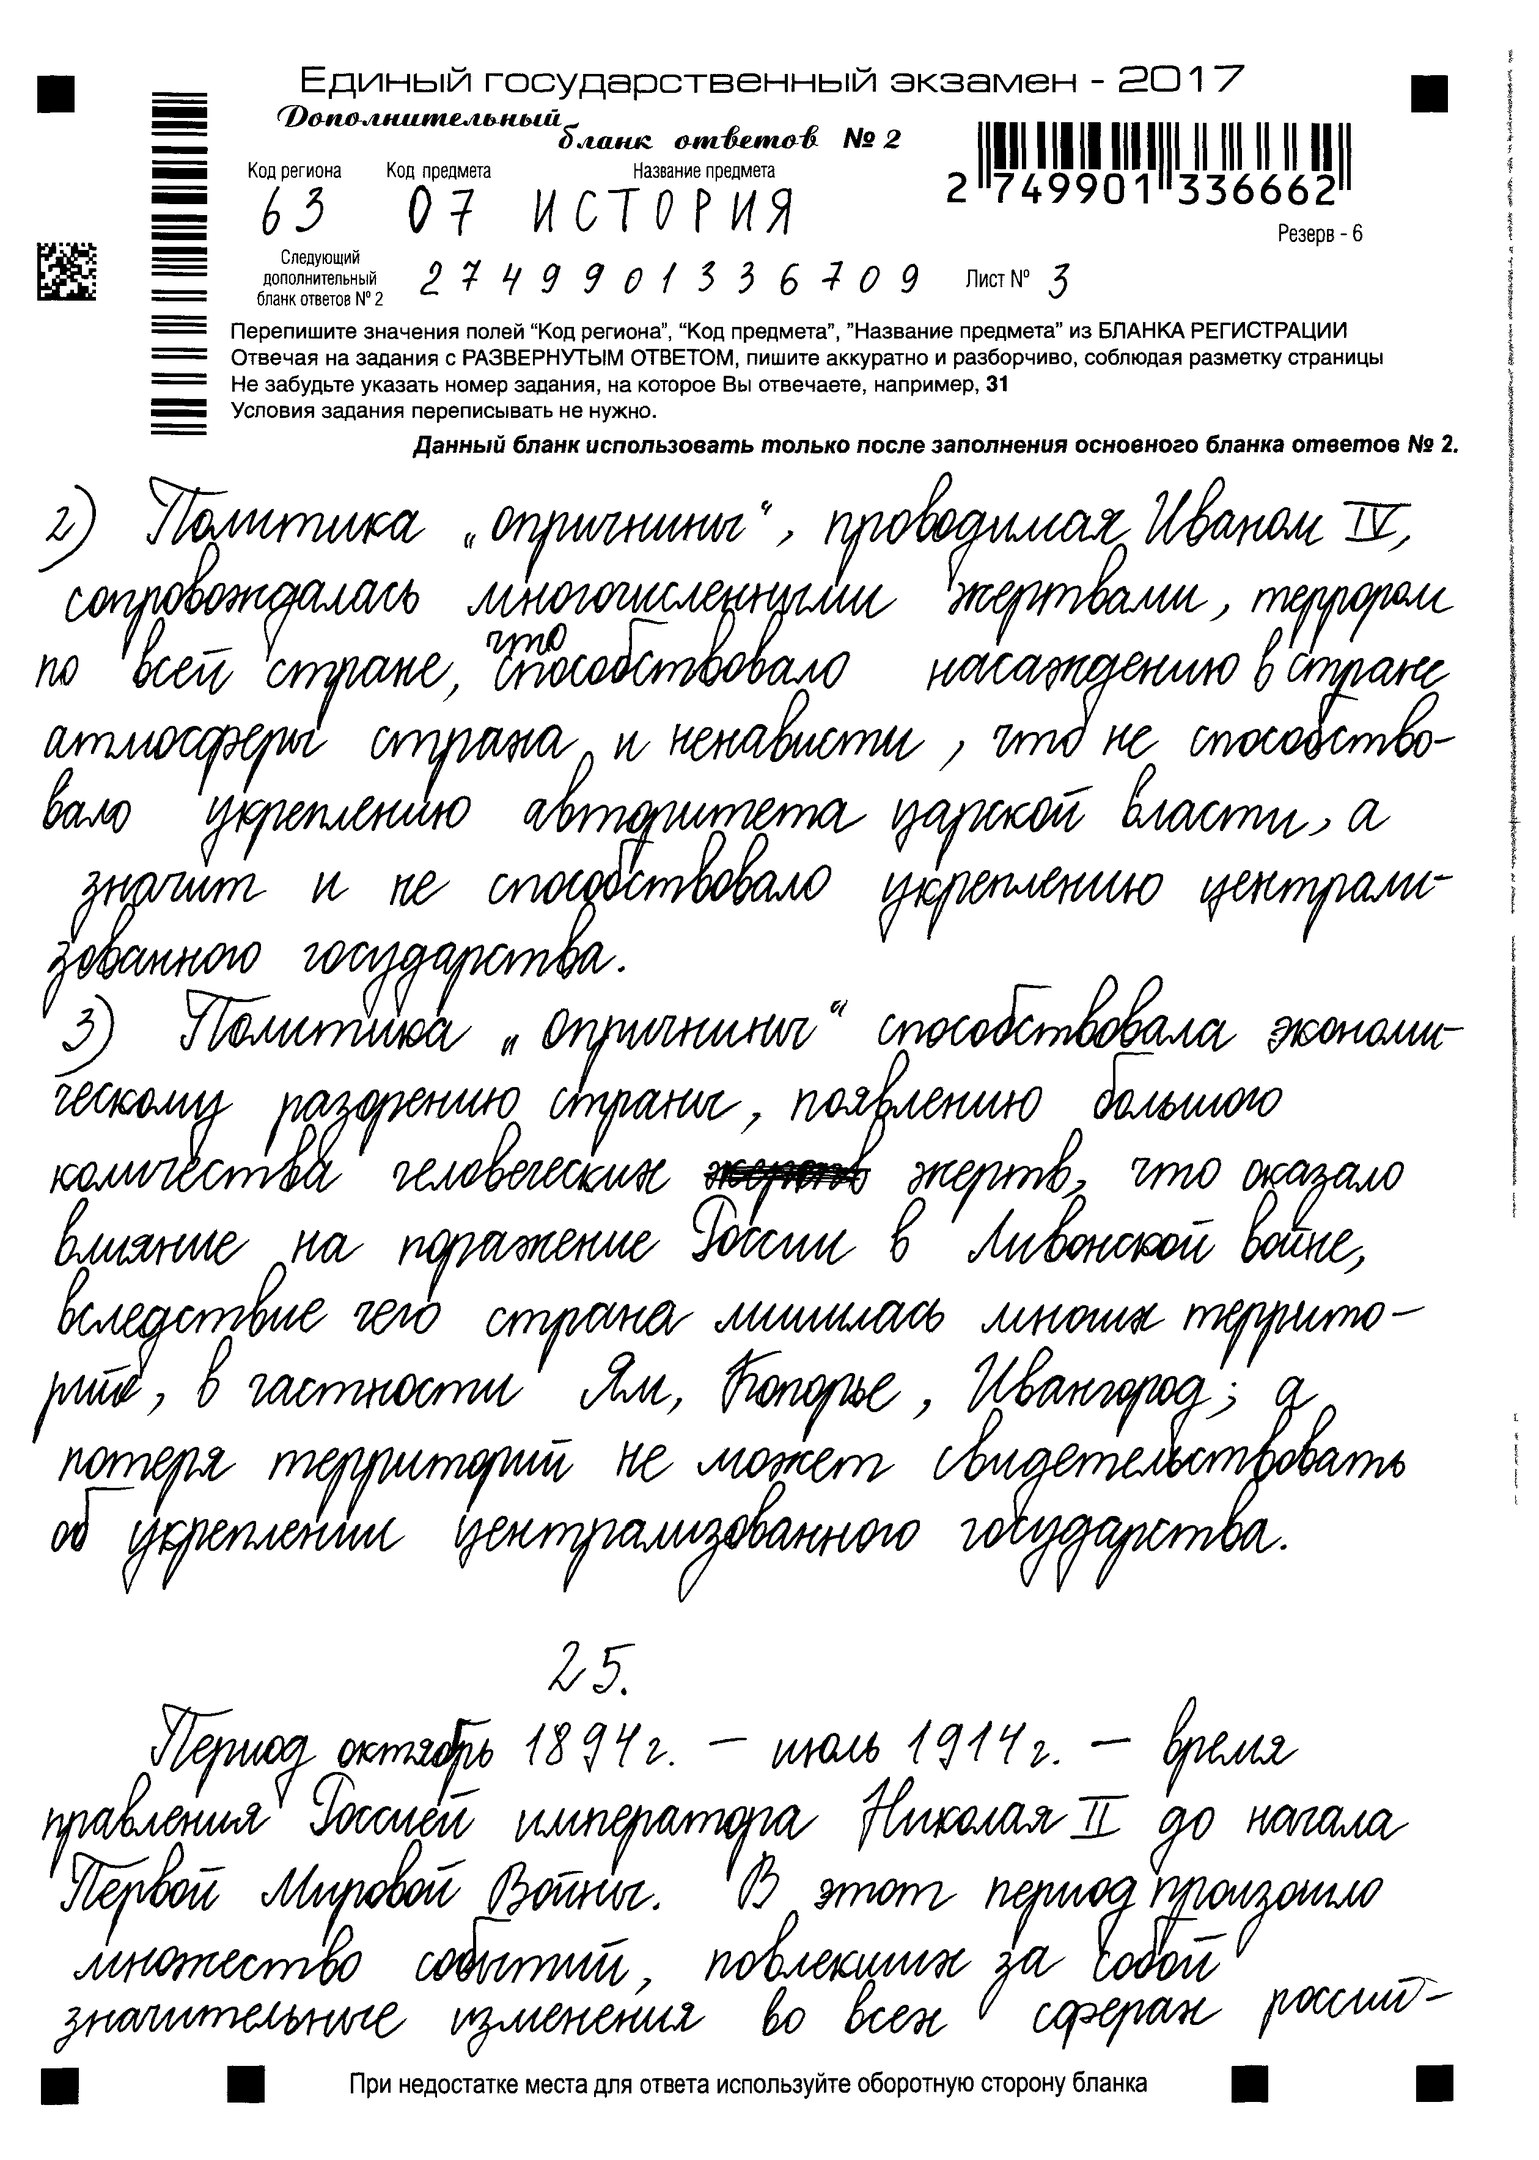 Единый государственный экзамен - 2017
Дополнительный
бланк ответов № 2
Код региона Код предмета Название предмета
63 07 ИСТОРИЯ
2 749901 336662
Резерв - 6
Следующий
дополнительный
бланк ответов № 2
2749901336709 Лист № 3
Перепишите значения полей “Код региона”, “Код предмета”, ”Название предмета” из БЛАНКА РЕГИСТРАЦИИ
Отвечая на задания с РАЗВЕРНУТЫМ ОТВЕТОМ, пишите аккуратно и разборчиво, соблюдая разметку страницы
Не забудьте указать номер задания, на которое Вы отвечаете, например, 31
Условия задания переписывать не нужно.
Данный бланк использовать только после заполнения основного бланка ответов № 2.
2) Политика „опричнины“, проводимая Иваном IV,
сопровождалась многочисленными жертвами, террором
по всей стране, что способствовало насаждению в стране
атмосферы страха и ненависти, что не способство-
вало укреплению авторитета царской власти, а
значит и не способствовало укреплению централи-
зованного государства.
3) Политика „опричнины“ способствовала экономи-
ческому разорению страны, появлению большого
количества человеческих жертв, что оказало
влияние на поражение России в Ливонской войне,
вследствие чего страна лишилась многих террито-
рий, в частности Ям, Копорье, Ивангород; а
потеря территорий не может свидетельствовать
об укреплении централизованного государства.
25.
Период октябрь 1894 г. – июль 1914 г. – время
правления Россией императора Николая II до начала
Первой Мировой Войны. В этот период произошло
множество событий, повлекших за собой
значительные изменения во всех сферах россий-
При недостатке места для ответа используйте оборотную сторону бланка